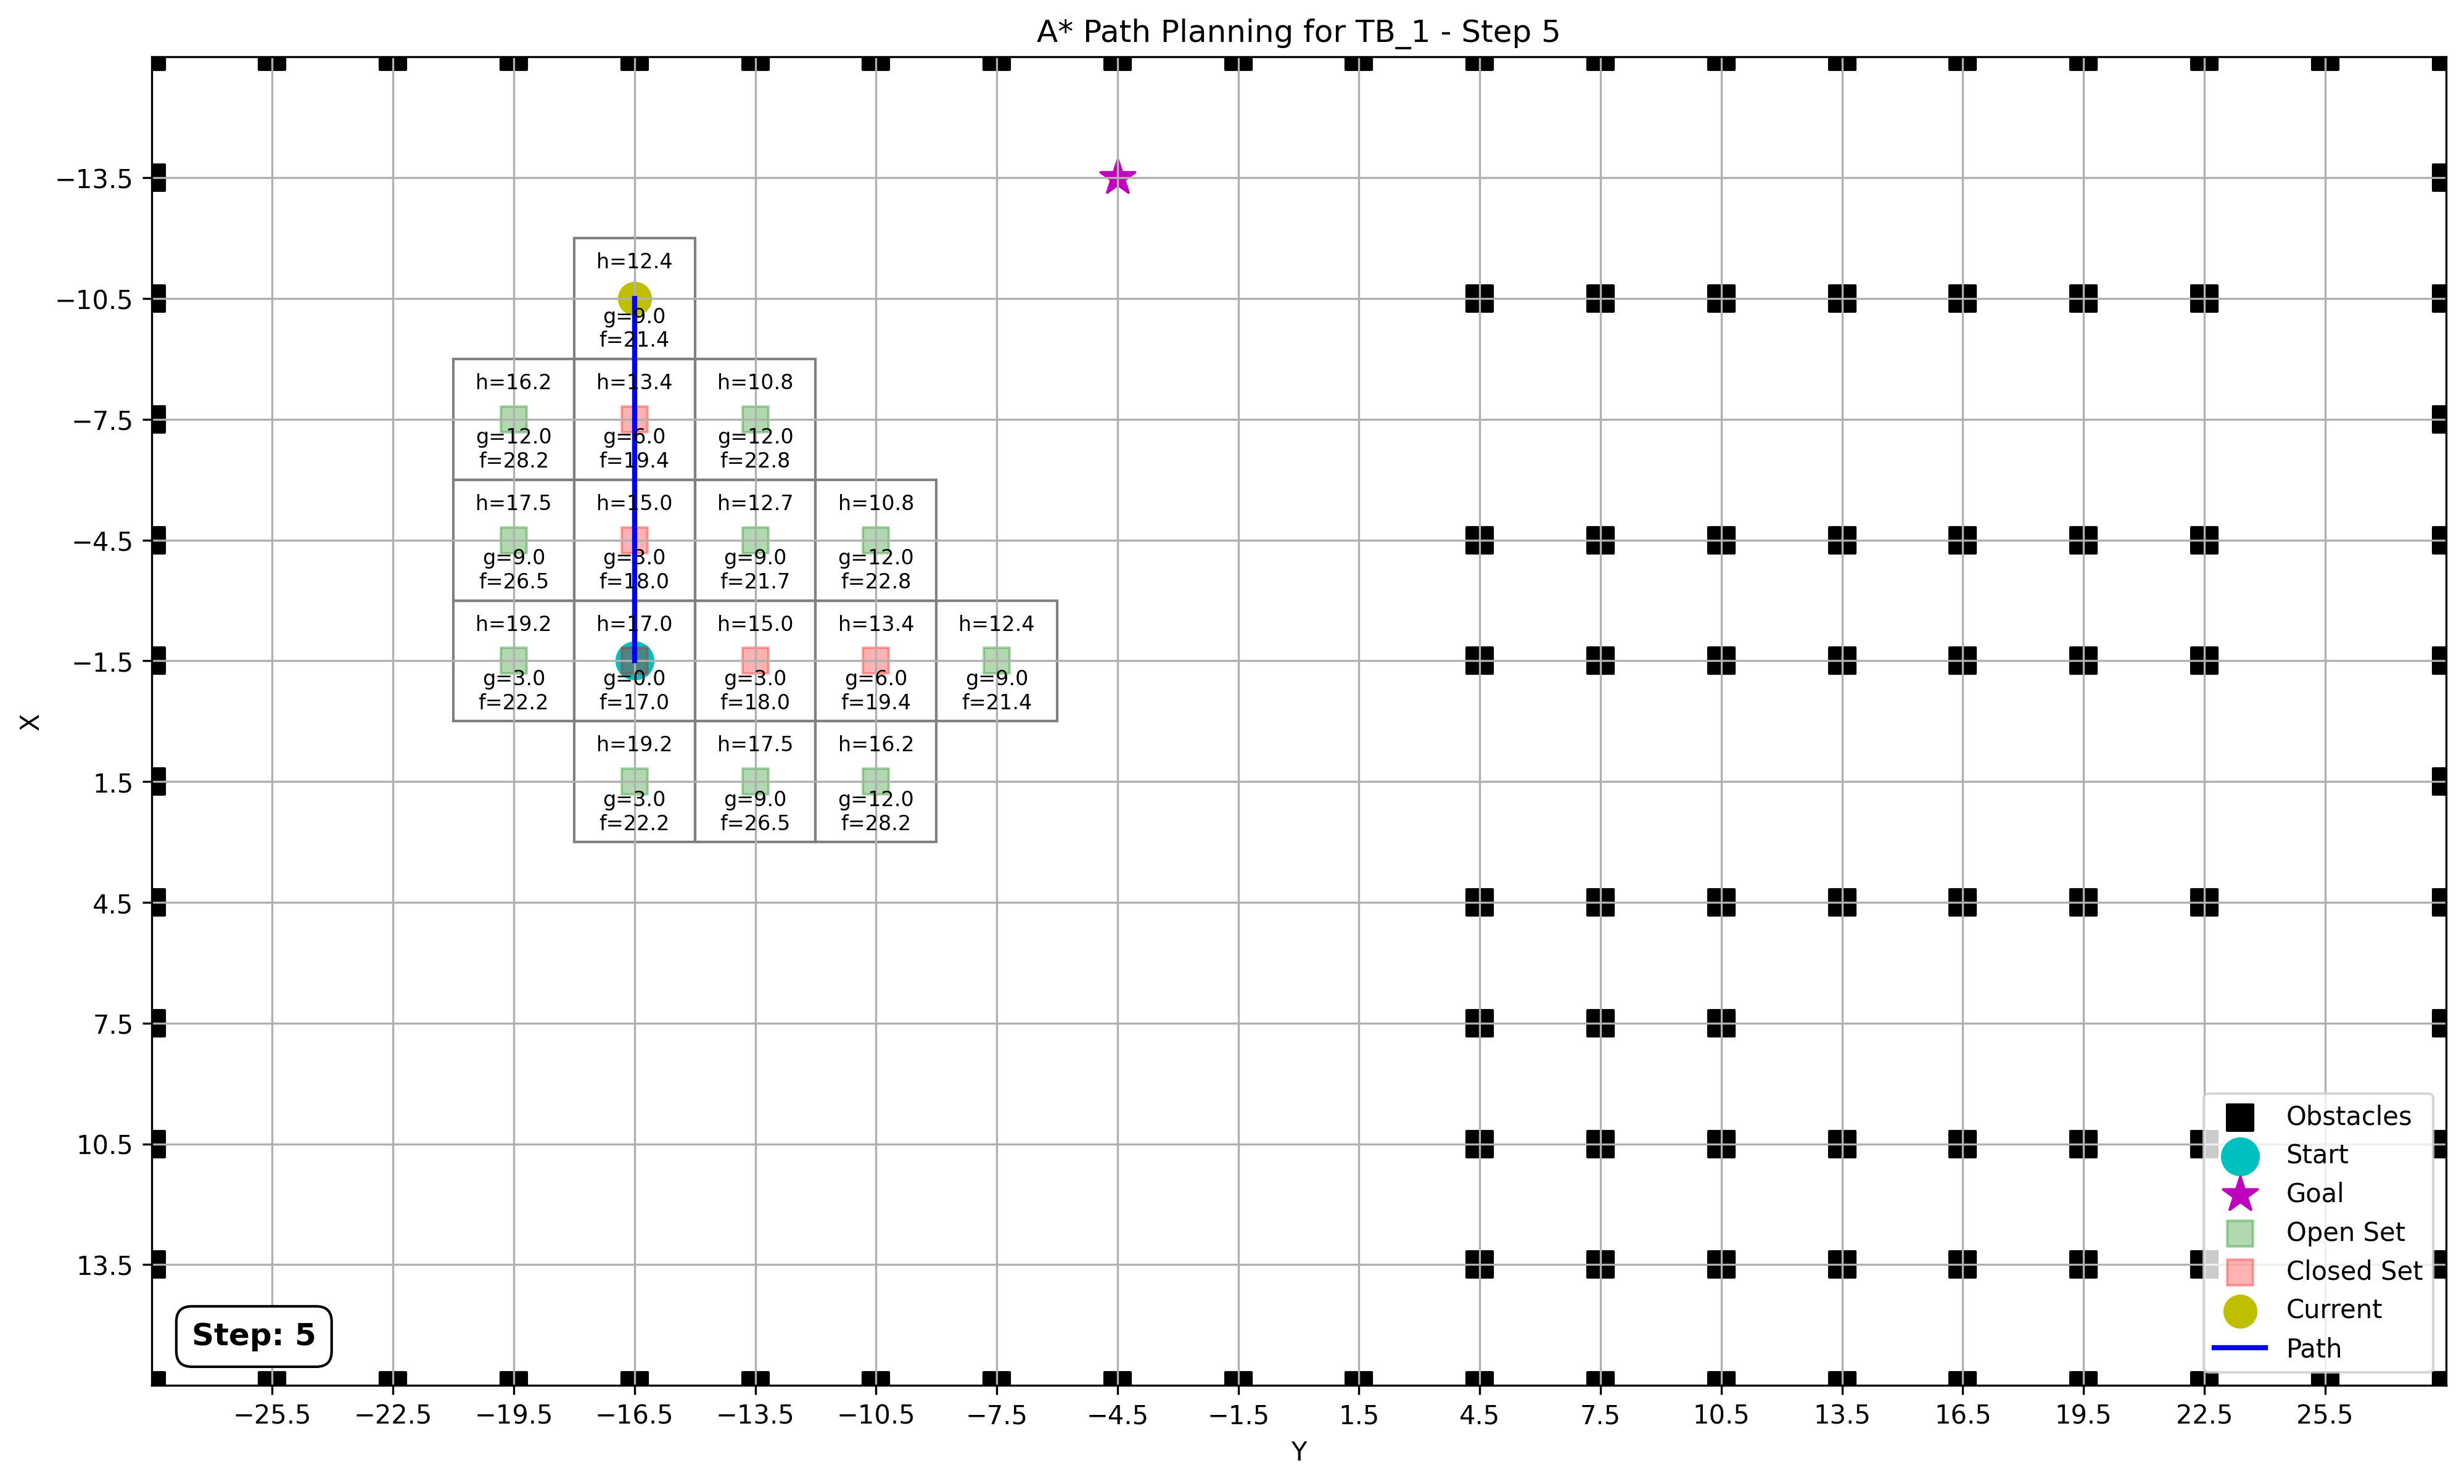 A* Path Planning for TB_1 - Step 5
X
−13.5
−10.5
−7.5
−4.5
−1.5
1.5
4.5
7.5
10.5
13.5
h=12.4
g=9.0
f=21.4
h=16.2 h=13.4 h=10.8
g=12.0 g=6.0 g=12.0
f=28.2 f=19.4 f=22.8
h=17.5 h=15.0 h=12.7 h=10.8
g=9.0 g=3.0 g=9.0 g=12.0
f=26.5 f=18.0 f=21.7 f=22.8
h=19.2 h=17.0 h=15.0 h=13.4 h=12.4
g=3.0 g=0.0 g=3.0 g=6.0 g=9.0
f=22.2 f=17.0 f=18.0 f=19.4 f=21.4
h=19.2 h=17.5 h=16.2
g=3.0 g=9.0 g=12.0
f=22.2 f=26.5 f=28.2
Obstacles
Start
Goal
Open Set
Closed Set
Current
Path
Step: 5
−25.5 −22.5 −19.5 −16.5 −13.5 −10.5 −7.5 −4.5 −1.5 1.5 4.5 7.5 10.5 13.5 16.5 19.5 22.5 25.5
Y